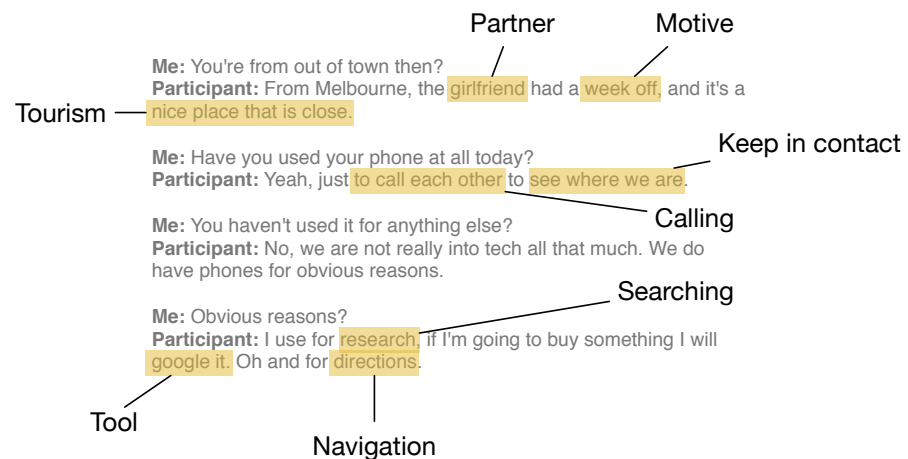 Partner
Motive
Me: You're from out of town then?
Participant: From Melbourne, the girlfriend had a week off, and it's a
Tourism
nice place that is close.
Keep in contact
Me: Have you used your phone at all today?
Participant: Yeah, just to call each other to see where we are.
Calling
Me: You haven't used it for anything else?
Participant: No, we are not really into tech all that much. We do
have phones for obvious reasons.
Searching
Me: Obvious reasons?
Participant: I use for research, if I'm going to buy something I will
google it. Oh and for directions.
Tool
Navigation